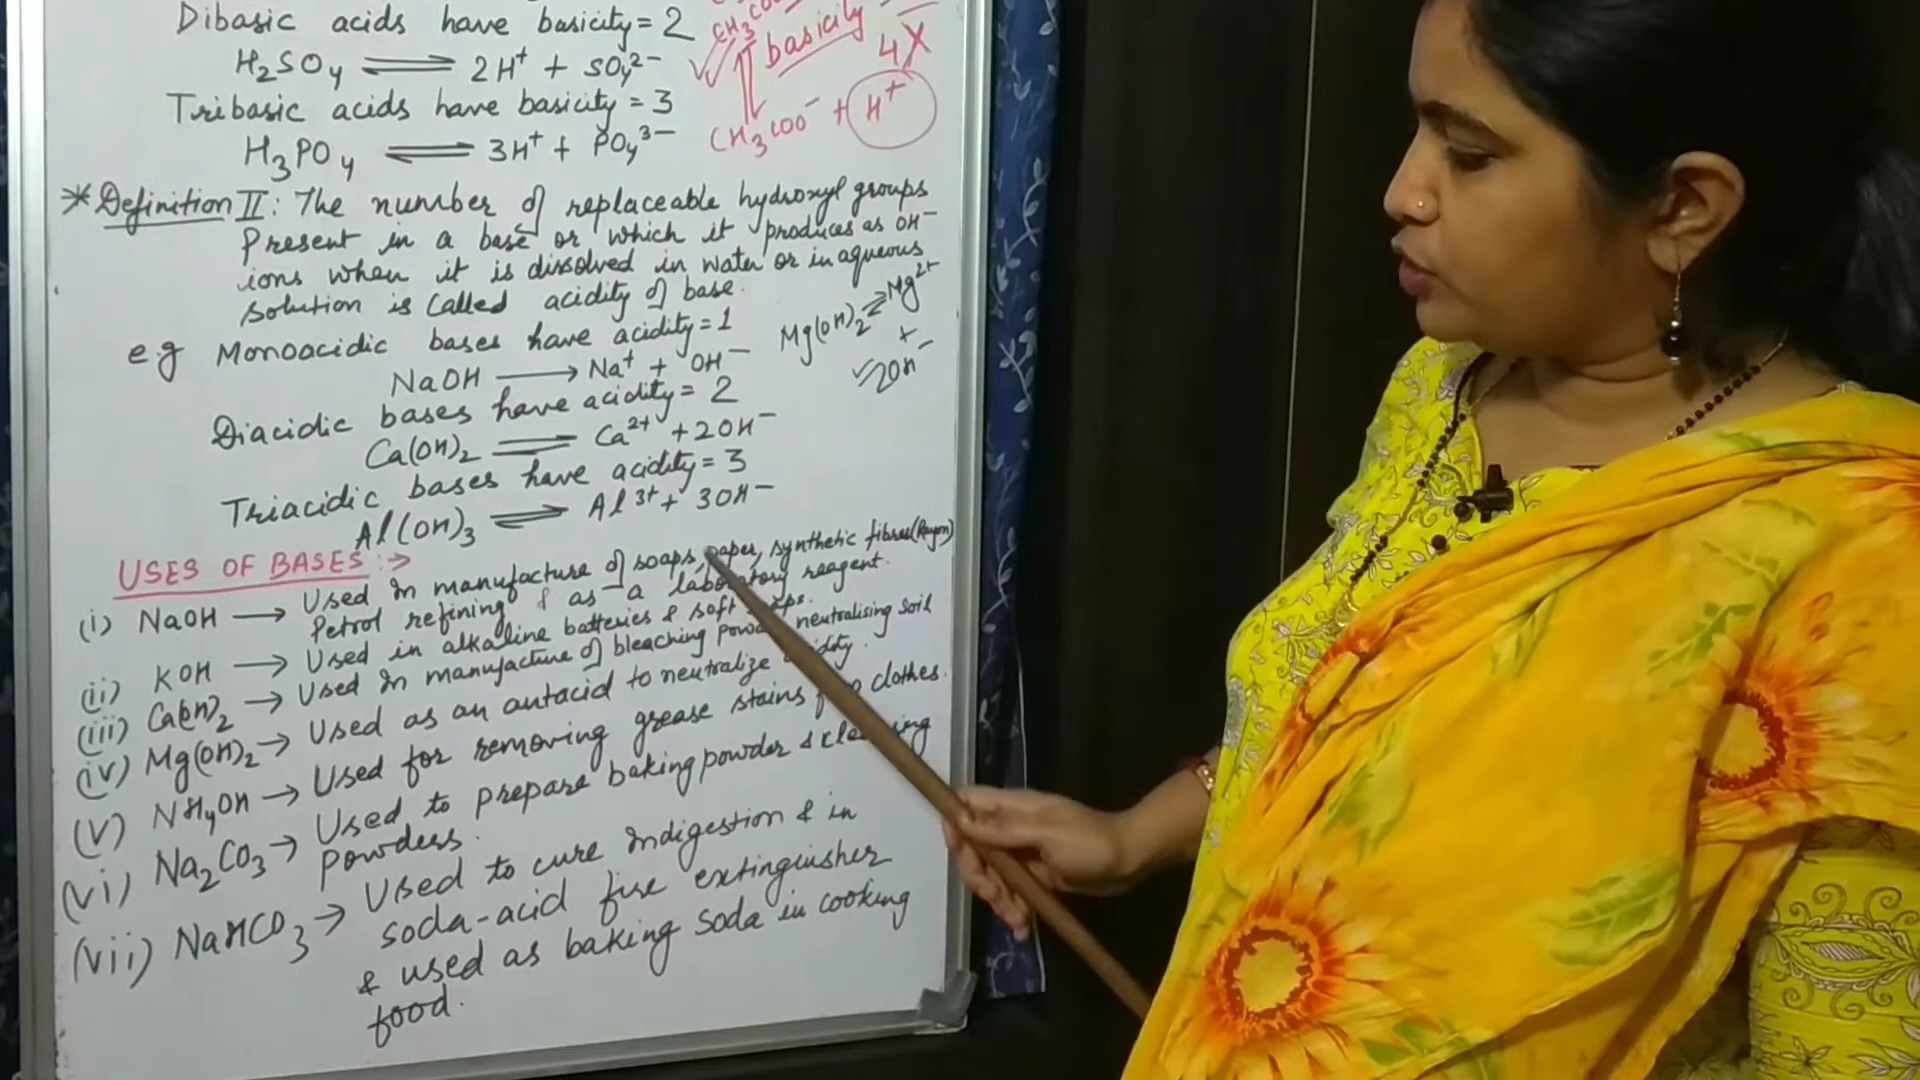 Dibasic acids have basicity = 2
H₂SO₄ ⇌ 2H⁺ + SO₄²⁻
Tribasic acids have basicity = 3
H₃PO₄ ⇌ 3H⁺ + PO₄³⁻
basicity
4X
CH₃COO⁻ + H⁺
*Definition II: The number of replaceable hydroxyl groups
Present in a base or which it produces as OH⁻
ions when it is dissolved in water or in aqueous
solution is called acidity of base.
e.g Monoacidic bases have acidity = 1
NaOH → Na⁺ + OH⁻
Mg(OH)₂ ⇌ Mg²⁺
+
2OH⁻
Diacidic bases have acidity = 2
Ca(OH)₂ ⇌ Ca²⁺ + 2OH⁻
Triacidic bases have acidity = 3
Al(OH)₃ ⇌ Al³⁺ + 3OH⁻
USES OF BASES :→
(i) NaOH → Used in manufacture of soaps, paper, synthetic fibres (Rayon)
Petrol refining & as a laboratory reagent.
(ii) KOH → Used in alkaline batteries & soft soaps.
(iii) Ca(OH)₂ → Used in manufacture of bleaching powder neutralising soil
(iv) Mg(OH)₂ → Used as an antacid to neutralize acidity.
(v) NH₄OH → Used for removing grease stains from clothes.
(vi) Na₂CO₃ → Used to prepare baking powder & cleaning
powders.
(vii) NaHCO₃ → Used to cure indigestion & in
soda-acid fire extinguisher
& used as baking soda in cooking
food.